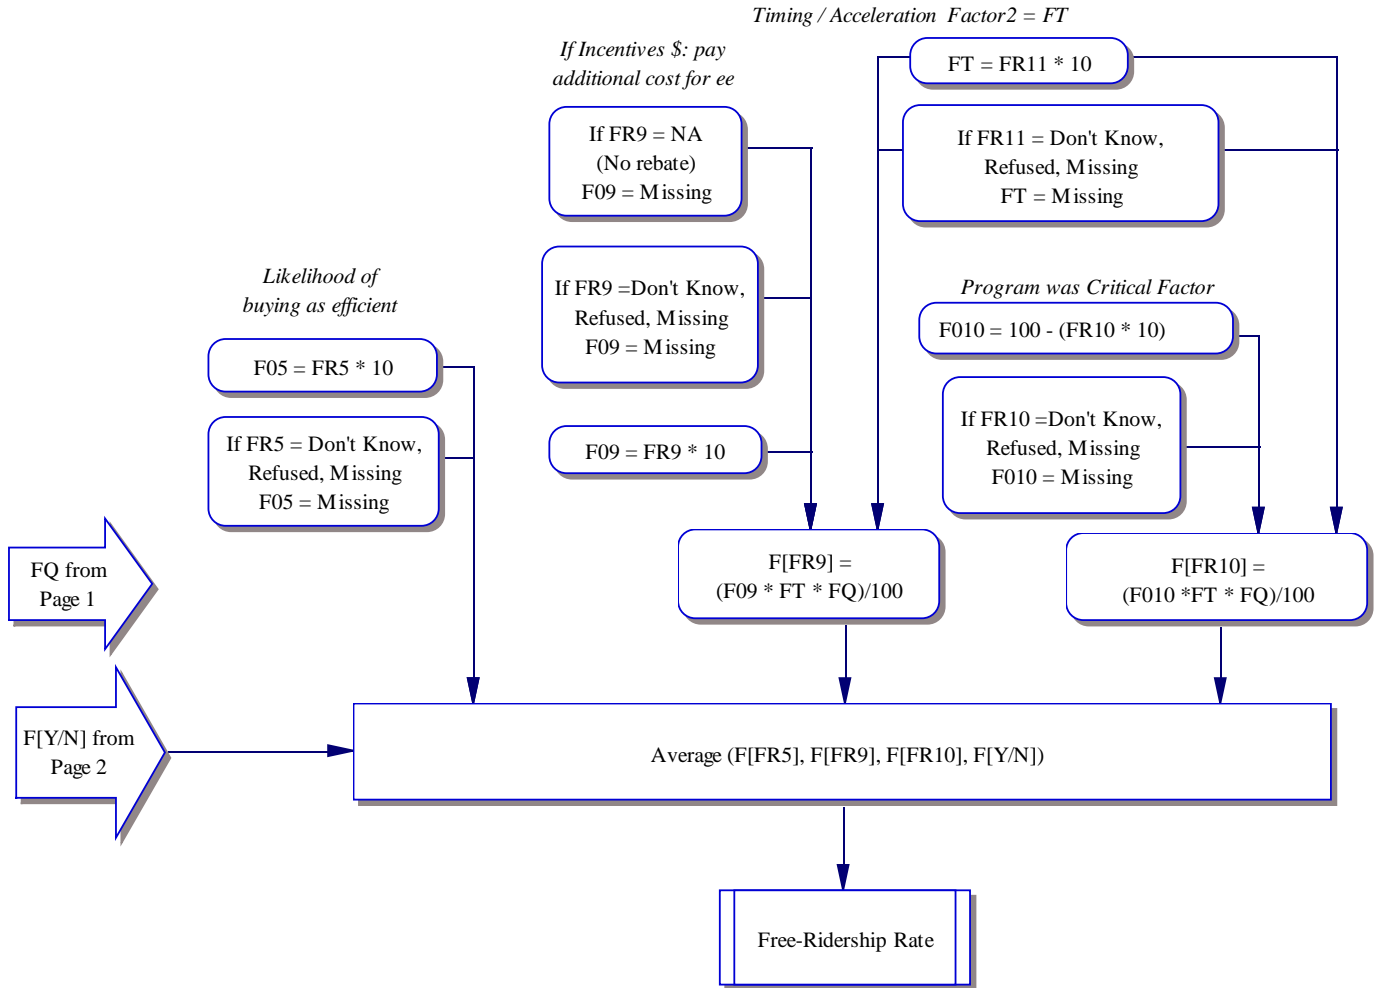 Timing / Acceleration Factor2 = FT
If Incentives $: pay
additional cost for ee
FT = FR11 * 10
If FR9 = NA
(No rebate)
F09 = Missing
If FR11 = Don't Know,
Refused, Missing
FT = Missing
Likelihood of
buying as efficient
If FR9 =Don't Know,
Refused, Missing
F09 = Missing
Program was Critical Factor
F010 = 100 - (FR10 * 10)
F05 = FR5 * 10
If FR5 = Don't Know,
Refused, Missing
F05 = Missing
F09 = FR9 * 10
If FR10 =Don't Know,
Refused, Missing
F010 = Missing
FQ from
Page 1
F[FR9] =
(F09 * FT * FQ)/100
F[FR10] =
(F010 *FT * FQ)/100
F[Y/N] from
Page 2
Average (F[FR5], F[FR9], F[FR10], F[Y/N])
Free-Ridership Rate